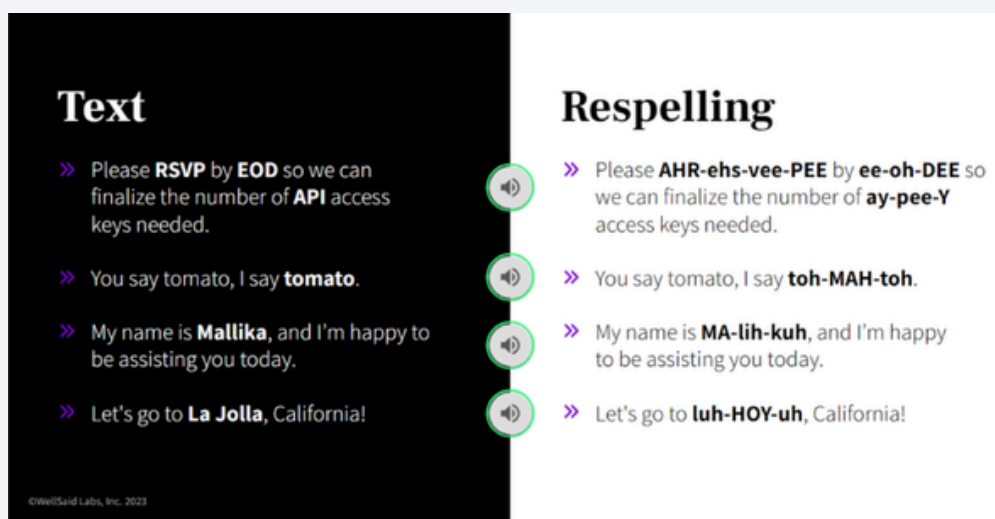 Text
» Please RSVP by EOD so we can
finalize the number of API access
keys needed.
» You say tomato, I say tomato.
» My name is Mallika, and I'm happy to
be assisting you today.
» Let's go to La Jolla, California!
©WellSaid Labs, Inc. 2023
Respelling
» Please AHR-ehs-vee-PEE by ee-oh-DEE so
we can finalize the number of ay-pee-Y
access keys needed.
» You say tomato, I say toh-MAH-toh.
» My name is MA-lih-kuh, and I'm happy
to be assisting you today.
» Let's go to luh-HOY-uh, California!